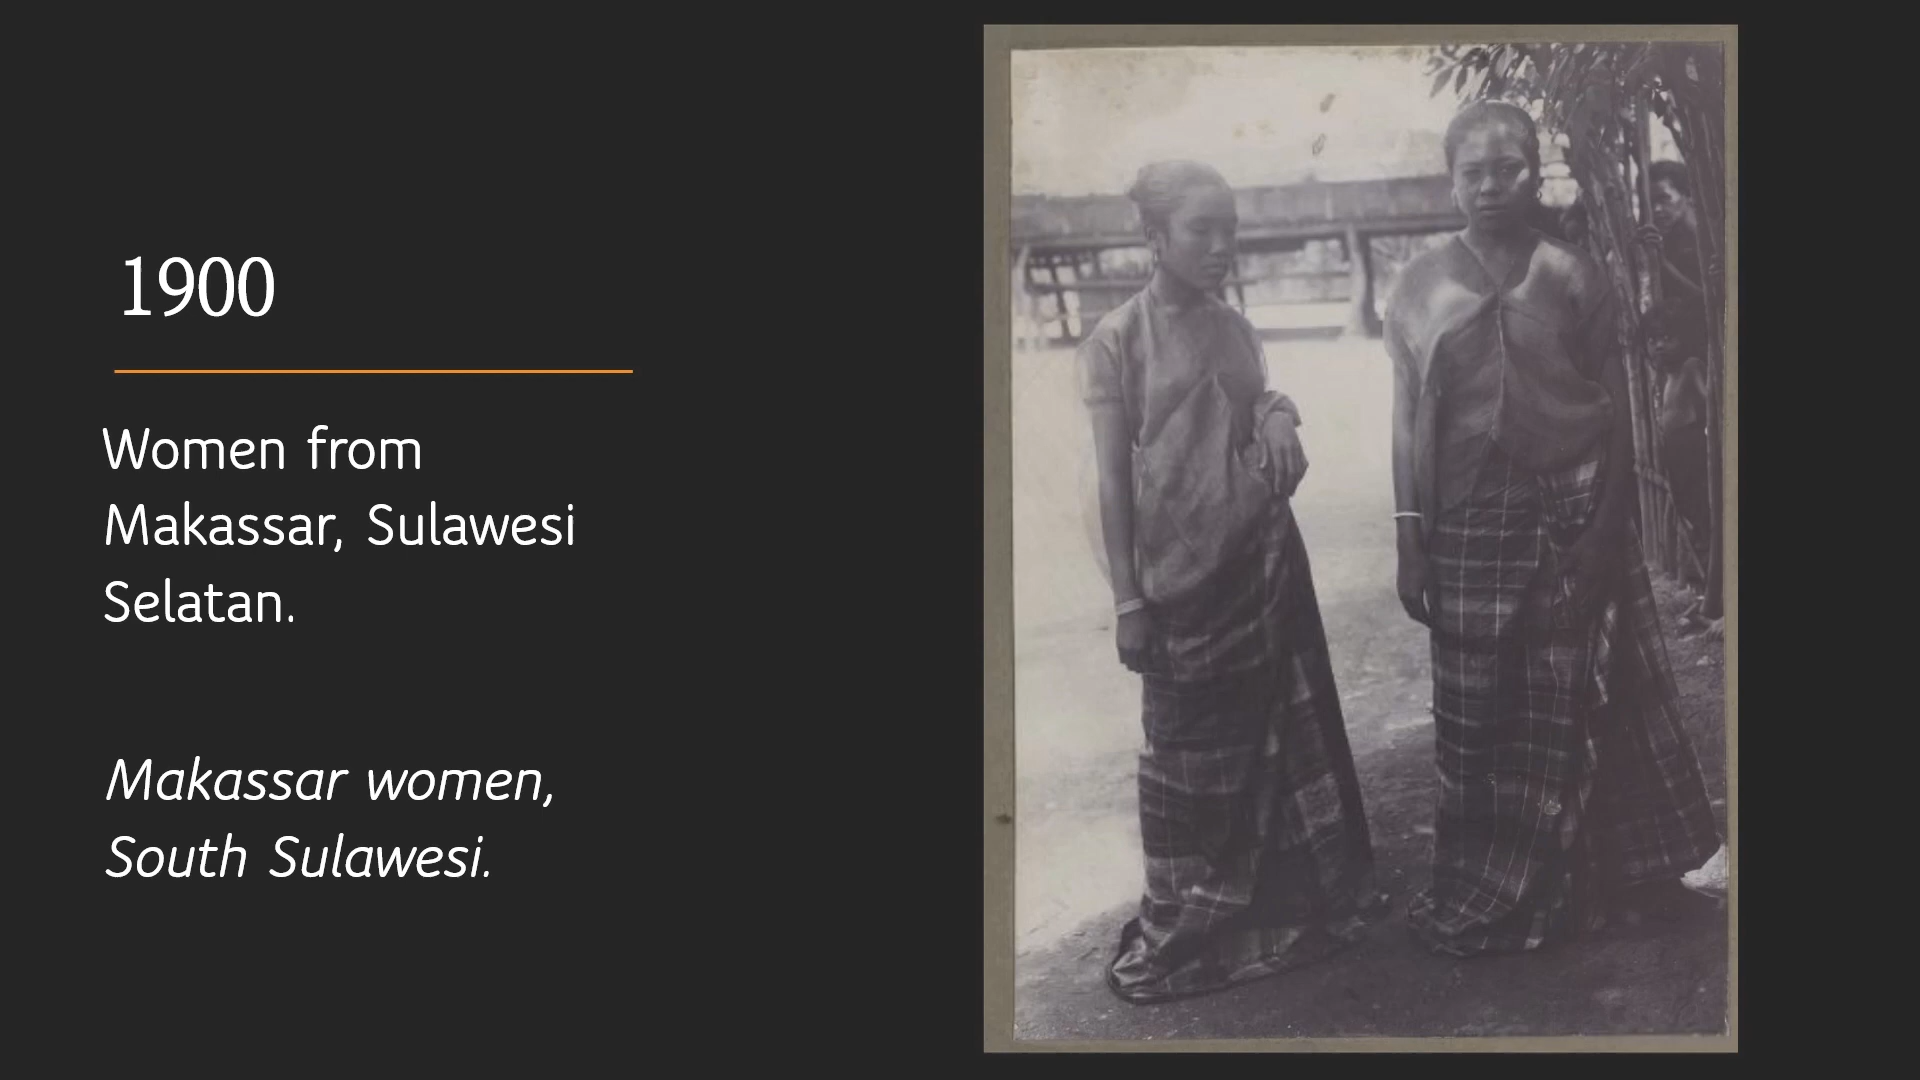 1900
Women from
Makassar, Sulawesi
Selatan.
Makassar women,
South Sulawesi.